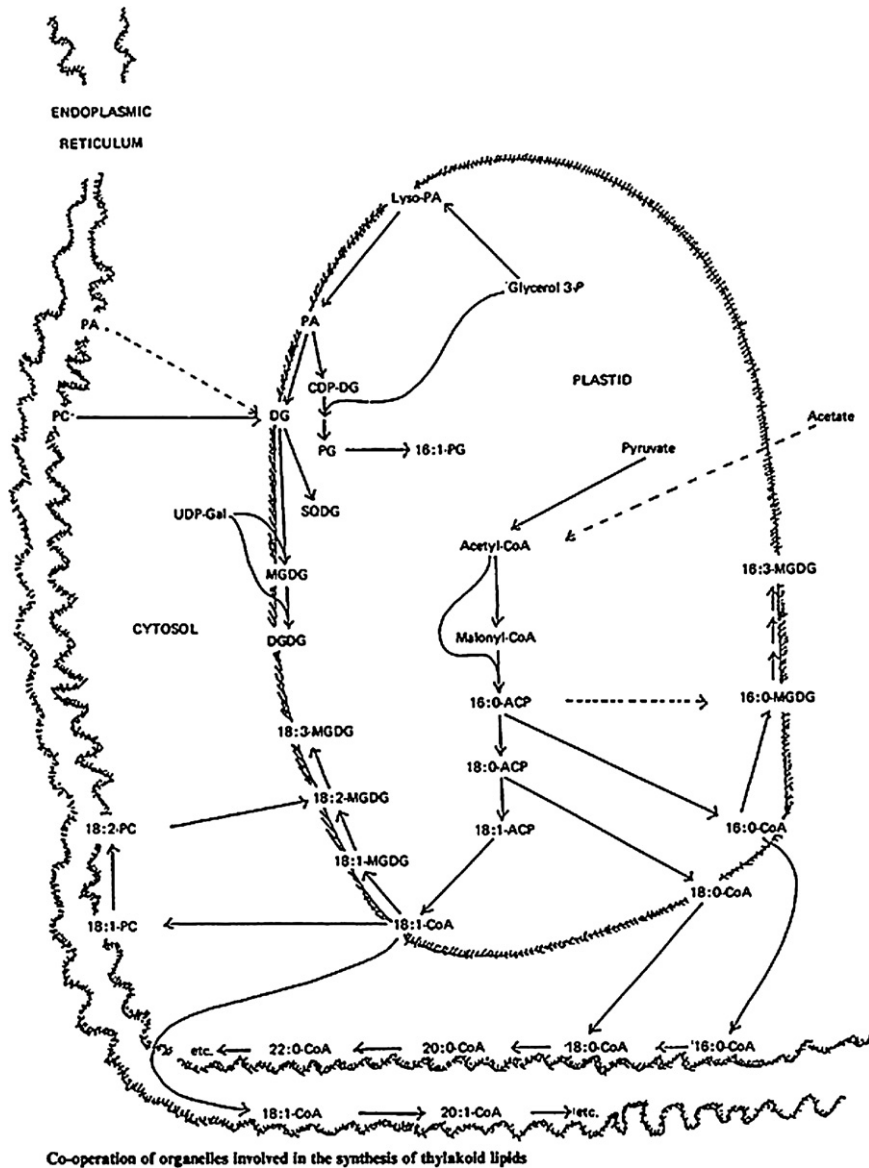 ENDOPLASMIC
RETICULUM
Lyso-PA
Glycerol 3-P
PA
PA
CDP-DG
PLASTID
PC
DG
Acetate
PG
16:1-PG
Pyruvate
UDP-Gal
SQDG
Acetyl-CoA
MGDG
16:3-MGDG
CYTOSOL
DGDG
Malonyl-CoA
16:0-ACP
16:0-MGDG
18:3-MGDG
18:0-ACP
18:2-MGDG
18:2-PC
18:1-ACP
16:0-CoA
18:1-MGDG
18:0-CoA
18:1-PC
18:1-CoA
etc.
22:0-CoA
20:0-CoA
18:0-CoA
16:0-CoA
18:1-CoA
20:1-CoA
etc.
Co-operation of organelles involved in the synthesis of thylakoid lipids